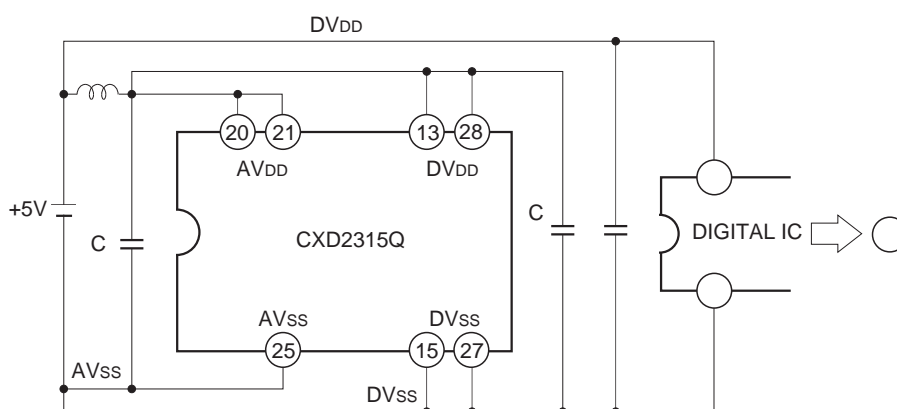 DVDD
20 21 13 28
AVDD DVDD
+5V
C
CXD2315Q
C
DIGITAL IC
AVSS DVSS
25 15 27
AVSS
DVSS